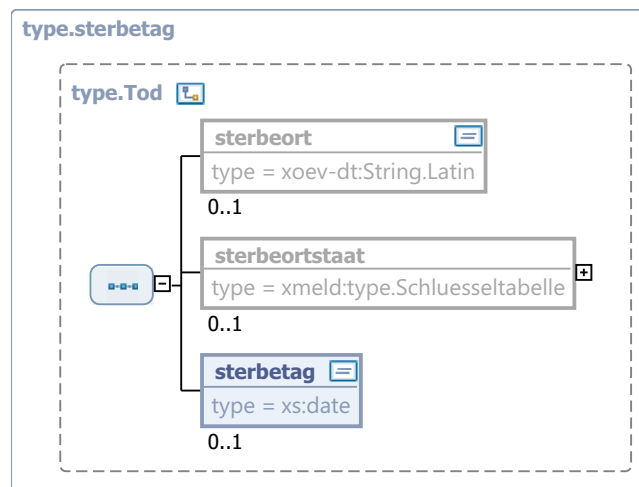 type.sterbetag
type.Tod
sterbeort
type = xoev-dt:String.Latin
0..1
sterbeortstaat
type = xmeld:type.Schluesseltabelle
0..1
sterbetag
type = xs:date
0..1